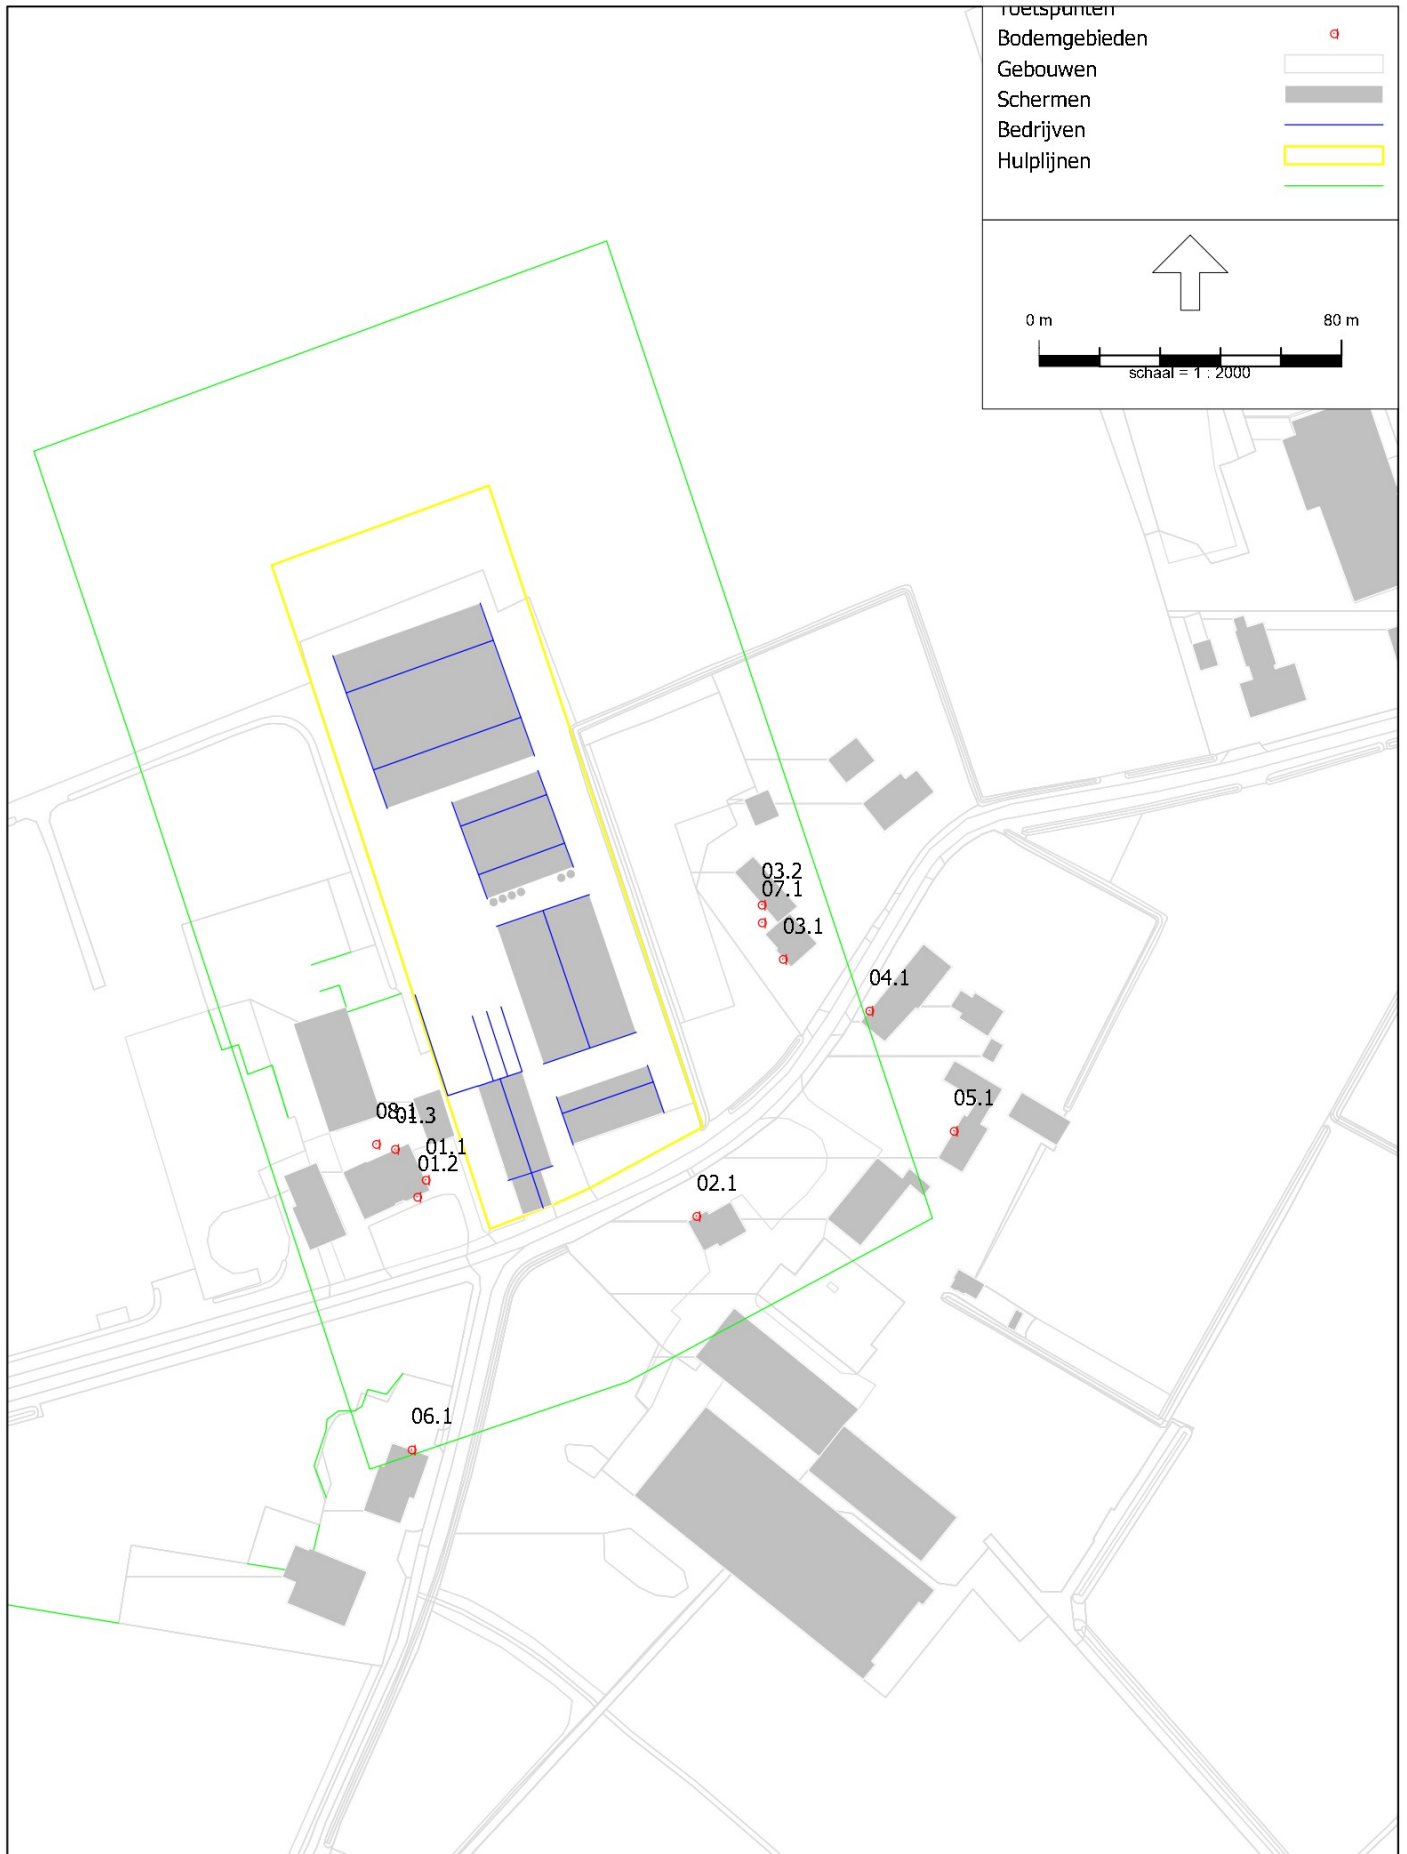 Toetspunten
Bodemgebieden
Gebouwen
Schermen
Bedrijven
Hulplijnen
0 m 80 m
schaal = 1 : 2000
03.2
07.1
03.1
04.1
05.1
08.1
01.3
01.1
01.2
02.1
06.1